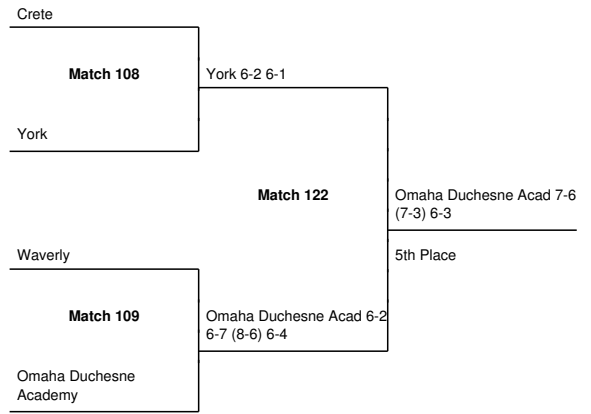 Crete
Match 108
York 6-2 6-1
York
Match 122
Omaha Duchesne Acad 7-6
(7-3) 6-3
Waverly
5th Place
Match 109
Omaha Duchesne Acad 6-2
6-7 (8-6) 6-4
Omaha Duchesne
Academy